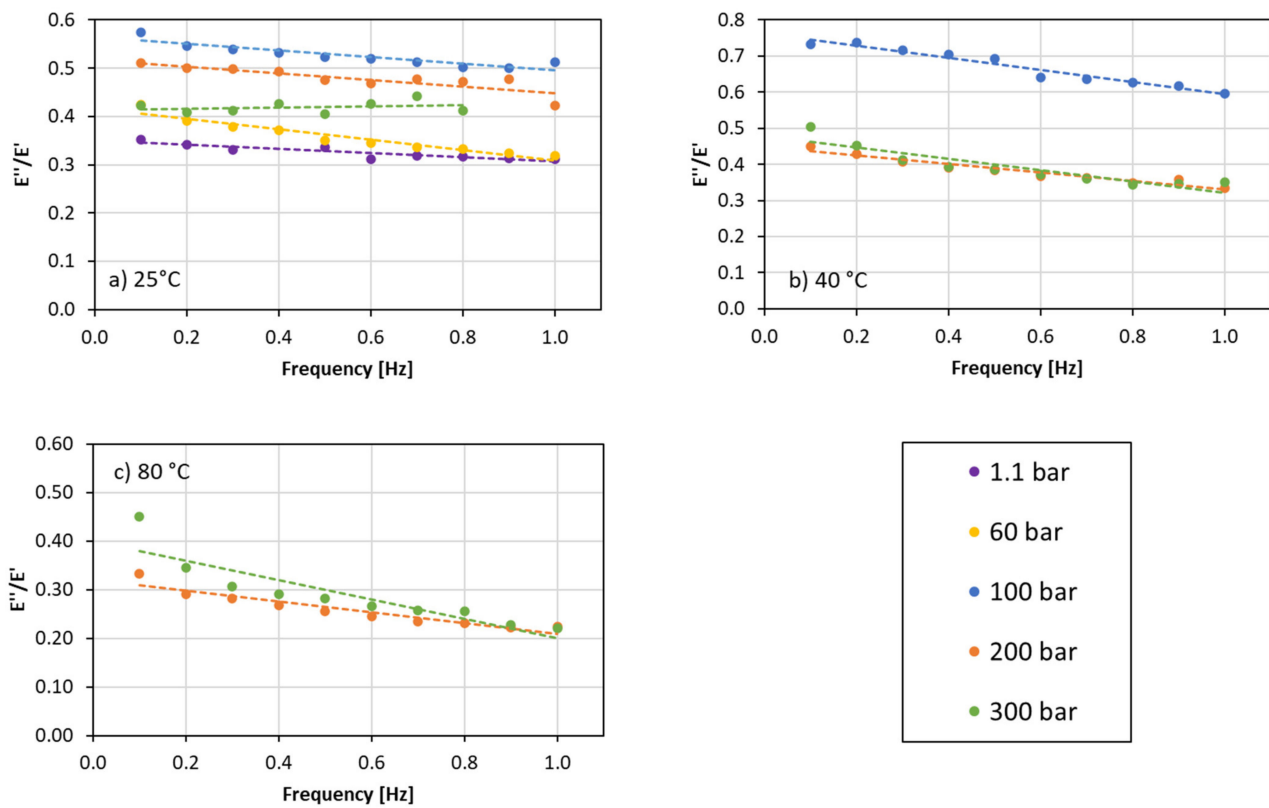 0.6
0.5
0.4
0.3
0.2
0.1
0.0
E''/E'
a) 25°C
0.0 0.2 0.4 0.6 0.8 1.0
Frequency [Hz]
0.8
0.7
0.6
0.5
0.4
0.3
0.2
0.1
0.0
E''/E'
b) 40 °C
0.0 0.2 0.4 0.6 0.8 1.0
Frequency [Hz]
0.60
0.50
0.40
0.30
0.20
0.10
0.00
E''/E'
c) 80 °C
0.0 0.2 0.4 0.6 0.8 1.0
Frequency [Hz]
1.1 bar
60 bar
100 bar
200 bar
300 bar